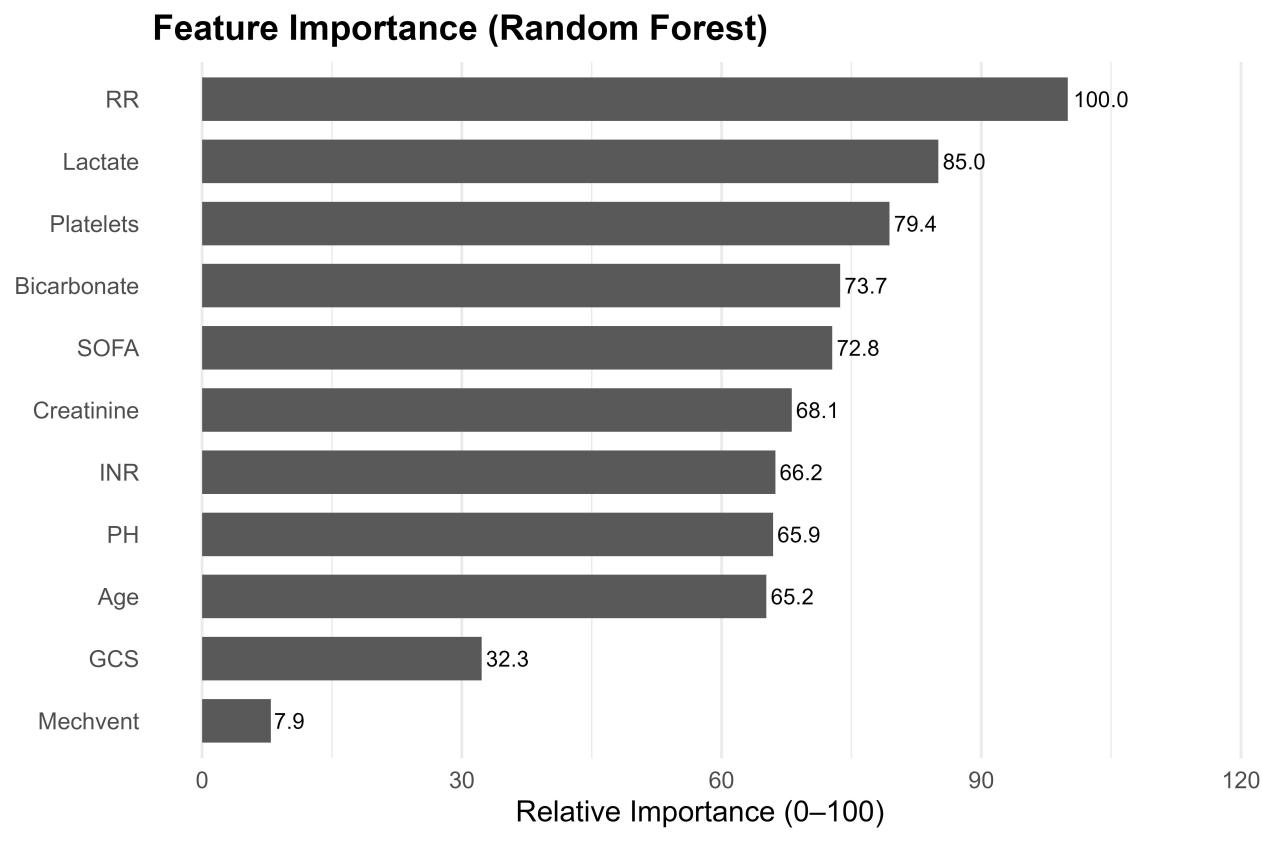 Feature Importance (Random Forest)
RR 100.0
Lactate 85.0
Platelets 79.4
Bicarbonate 73.7
SOFA 72.8
Creatinine 68.1
INR 66.2
PH 65.9
Age 65.2
GCS 32.3
Mechvent 7.9
0 30 60 90 120
Relative Importance (0–100)